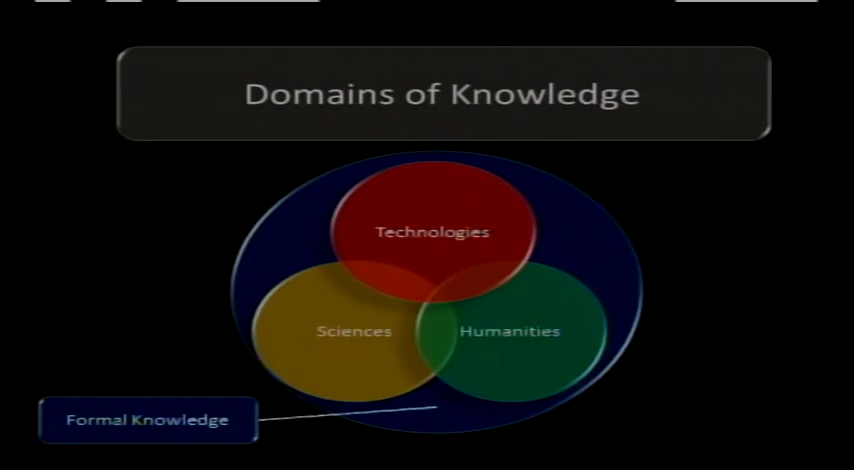 Domains of Knowledge
Technologies
Sciences
Humanities
Formal Knowledge